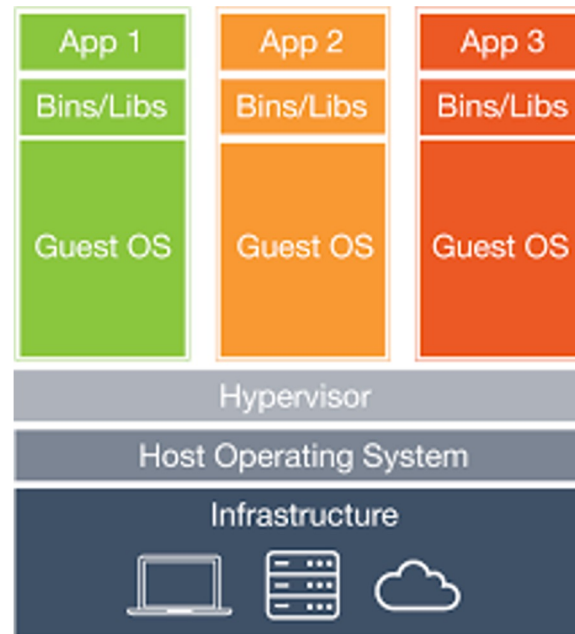 App 1
App 2
App 3
Bins/Libs
Bins/Libs
Bins/Libs
Guest OS
Guest OS
Guest OS
Hypervisor
Host Operating System
Infrastructure